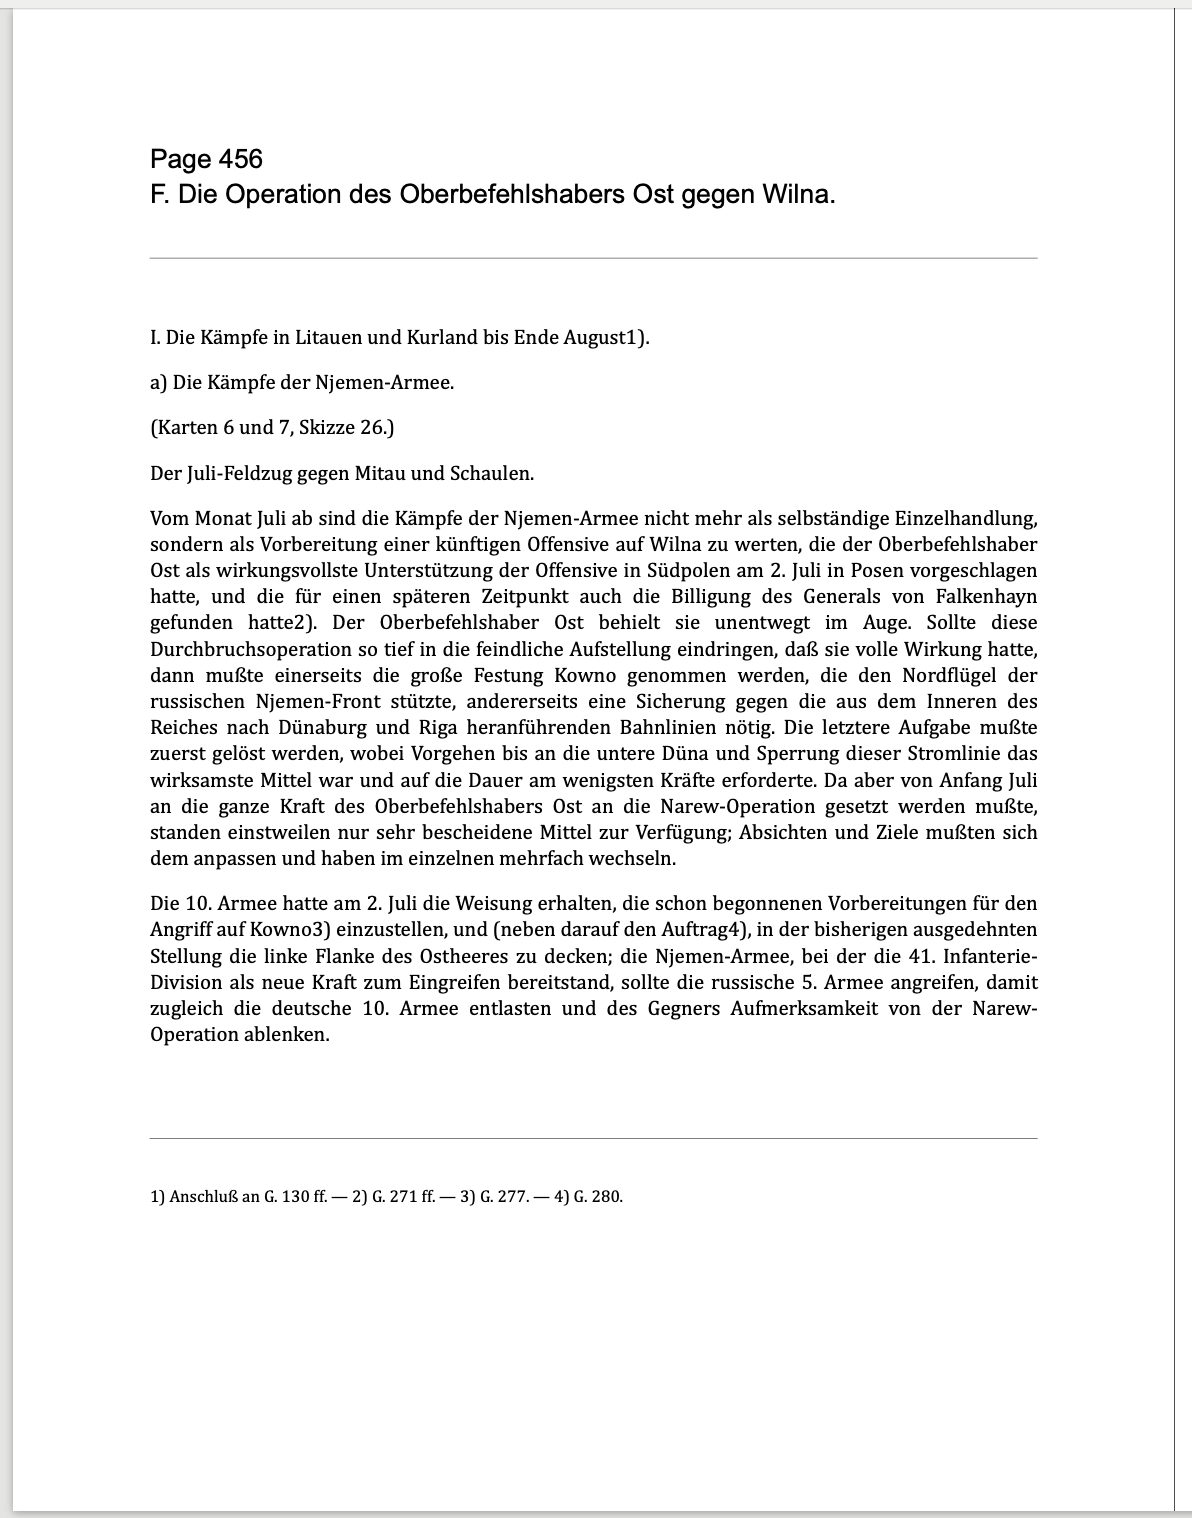 Page 456
F. Die Operation des Oberbefehlshabers Ost gegen Wilna.
I. Die Kämpfe in Litauen und Kurland bis Ende August1).
a) Die Kämpfe der Njemen-Armee.
(Karten 6 und 7, Skizze 26.)
Der Juli-Feldzug gegen Mitau und Schaulen.
Vom Monat Juli ab sind die Kämpfe der Njemen-Armee nicht mehr als selbständige Einzelhandlung,
sondern als Vorbereitung einer künftigen Offensive auf Wilna zu werten, die der Oberbefehlshaber
Ost als wirkungsvollste Unterstützung der Offensive in Südpolen am 2. Juli in Posen vorgeschlagen
hatte, und die für einen späteren Zeitpunkt auch die Billigung des Generals von Falkenhayn
gefunden hatte2). Der Oberbefehlshaber Ost behielt sie unentwegt im Auge. Sollte diese
Durchbruchsoperation so tief in die feindliche Aufstellung eindringen, daß sie volle Wirkung hatte,
dann mußte einerseits die große Festung Kowno genommen werden, die den Nordflügel der
russischen Njemen-Front stützte, andererseits eine Sicherung gegen die aus dem Inneren des
Reiches nach Dünaburg und Riga heranführenden Bahnlinien nötig. Die letztere Aufgabe mußte
zuerst gelöst werden, wobei Vorgehen bis an die untere Düna und Sperrung dieser Stromlinie das
wirksamste Mittel war und auf die Dauer am wenigsten Kräfte erforderte. Da aber von Anfang Juli
an die ganze Kraft des Oberbefehlshabers Ost an die Narew-Operation gesetzt werden mußte,
standen einstweilen nur sehr bescheidene Mittel zur Verfügung; Absichten und Ziele mußten sich
dem anpassen und haben im einzelnen mehrfach wechseln.
Die 10. Armee hatte am 2. Juli die Weisung erhalten, die schon begonnenen Vorbereitungen für den
Angriff auf Kowno3) einzustellen, und (neben darauf den Auftrag4), in der bisherigen ausgedehnten
Stellung die linke Flanke des Ostheeres zu decken; die Njemen-Armee, bei der die 41. Infanterie-
Division als neue Kraft zum Eingreifen bereitstand, sollte die russische 5. Armee angreifen, damit
zugleich die deutsche 10. Armee entlasten und des Gegners Aufmerksamkeit von der Narew-
Operation ablenken.
1) Anschluß an G. 130 ff. — 2) G. 271 ff. — 3) G. 277. — 4) G. 280.